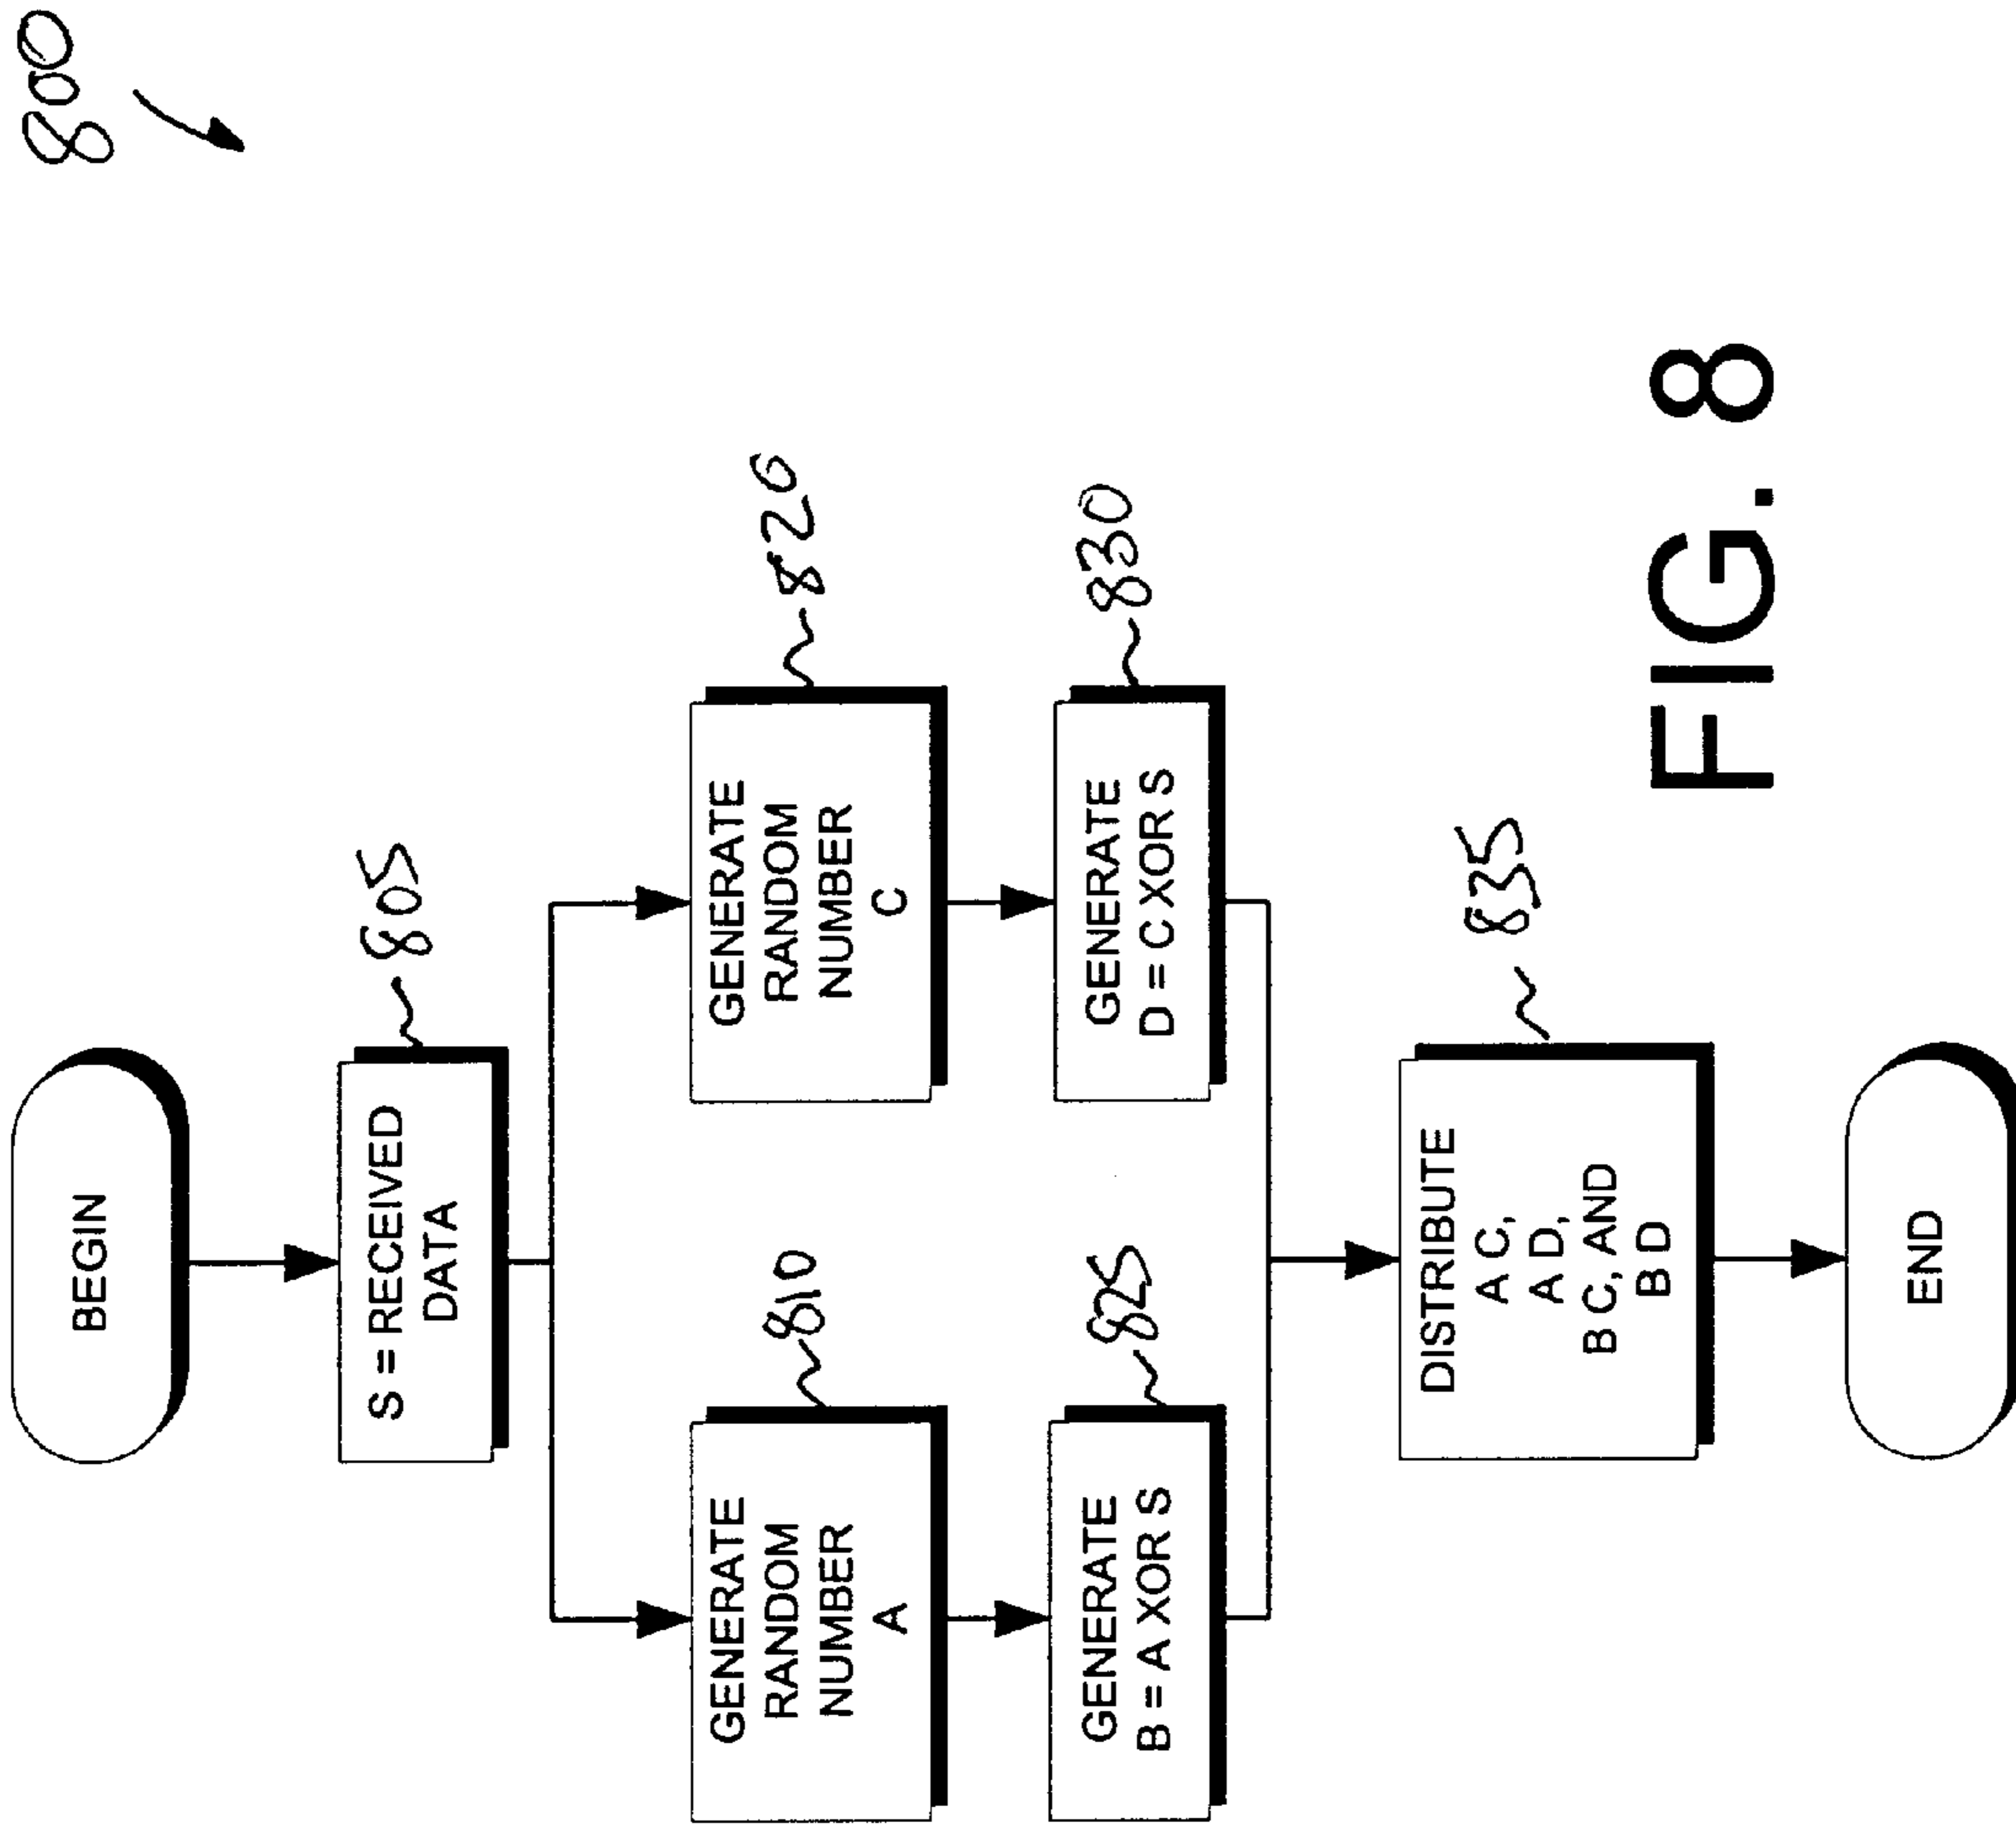 800
BEGIN
S = RECEIVED
DATA
805
GENERATE
RANDOM
NUMBER
A
810
GENERATE
RANDOM
NUMBER
C
826
GENERATE
B = A XOR S
825
GENERATE
D = C XOR S
830
DISTRIBUTE
A C,
A D,
B C, AND
B D
835
END
FIG. 8